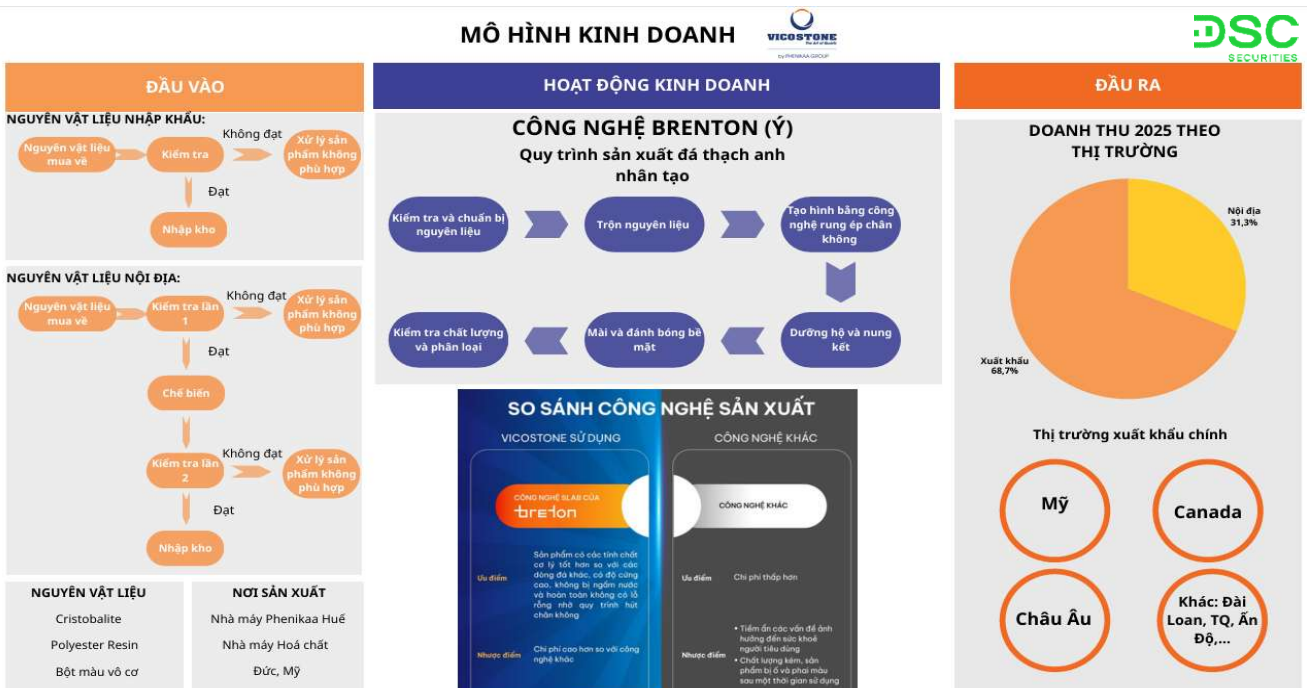 MÔ HÌNH KINH DOANH
VICOSTONE
by PHENIKAA GROUP
DSC
SECURITIES
ĐẦU VÀO
NGUYÊN VẬT LIỆU NHẬP KHẨU:
Nguyên vật liệu
mua về
Kiểm tra
Không đạt
Xử lý sản
phẩm không
phù hợp
Đạt
Nhập kho
NGUYÊN VẬT LIỆU NỘI ĐỊA:
Nguyên vật liệu
mua về
Kiểm tra lần
1
Không đạt
Xử lý sản
phẩm không
phù hợp
Đạt
Chế biến
Kiểm tra lần
2
Không đạt
Xử lý sản
phẩm không
phù hợp
Đạt
Nhập kho
NGUYÊN VẬT LIỆU
Cristobalite
Polyester Resin
Bột màu vô cơ
NƠI SẢN XUẤT
Nhà máy Phenikaa Huế
Nhà máy Hoá chất
Đức, Mỹ
HOẠT ĐỘNG KINH DOANH
CÔNG NGHỆ BRENTON (Ý)
Quy trình sản xuất đá thạch anh
nhân tạo
Kiểm tra và chuẩn bị
nguyên liệu
Trộn nguyên liệu
Tạo hình bằng công
nghệ rung ép chân
không
Dưỡng hộ và nung
kết
Mài và đánh bóng bề
mặt
Kiểm tra chất lượng
và phân loại
SO SÁNH CÔNG NGHỆ SẢN XUẤT
VICOSTONE SỬ DỤNG
CÔNG NGHỆ SLAB CỦA
breton
Ưu điểm
Sản phẩm có các tính chất
cơ lý tốt hơn so với các
dòng đá khác, có độ cứng
cao, không bị ngấm nước
và hoàn toàn không có lỗ
rỗng nhờ quy trình hút
chân không
Nhược điểm
Chi phí cao hơn so với công
nghệ khác
CÔNG NGHỆ KHÁC
CÔNG NGHỆ KHÁC
Ưu điểm
Chi phí thấp hơn
Nhược điểm
• Tiềm ẩn các vấn đề ảnh
hưởng đến sức khoẻ
người tiêu dùng
• Chất lượng kém, sản
phẩm bị ố và phai màu
sau một thời gian sử dụng
ĐẦU RA
DOANH THU 2025 THEO
THỊ TRƯỜNG
Nội địa
31,3%
Xuất khẩu
68,7%
Thị trường xuất khẩu chính
Mỹ
Canada
Châu Âu
Khác: Đài
Loan, TQ, Ấn
Độ,...